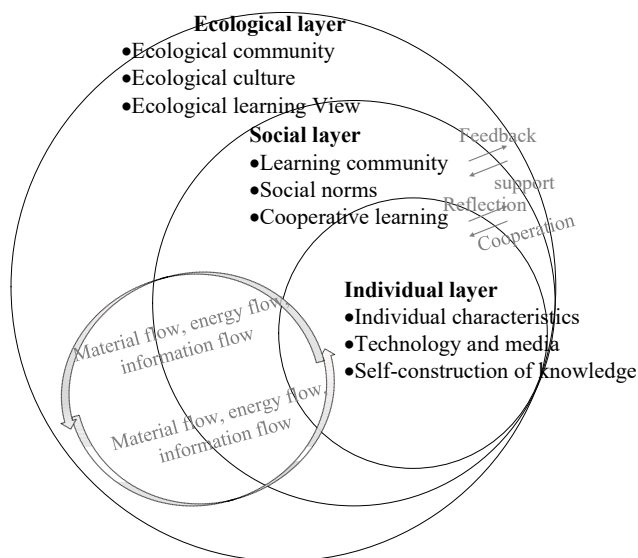 Ecological layer
•Ecological community
•Ecological culture
•Ecological learning View
Social layer
•Learning community
•Social norms
•Cooperative learning
Feedback
support
Reflection
Cooperation
Individual layer
•Individual characteristics
•Technology and media
•Self-construction of knowledge
Material flow, energy flow,
information flow
Material flow, energy flow,
information flow